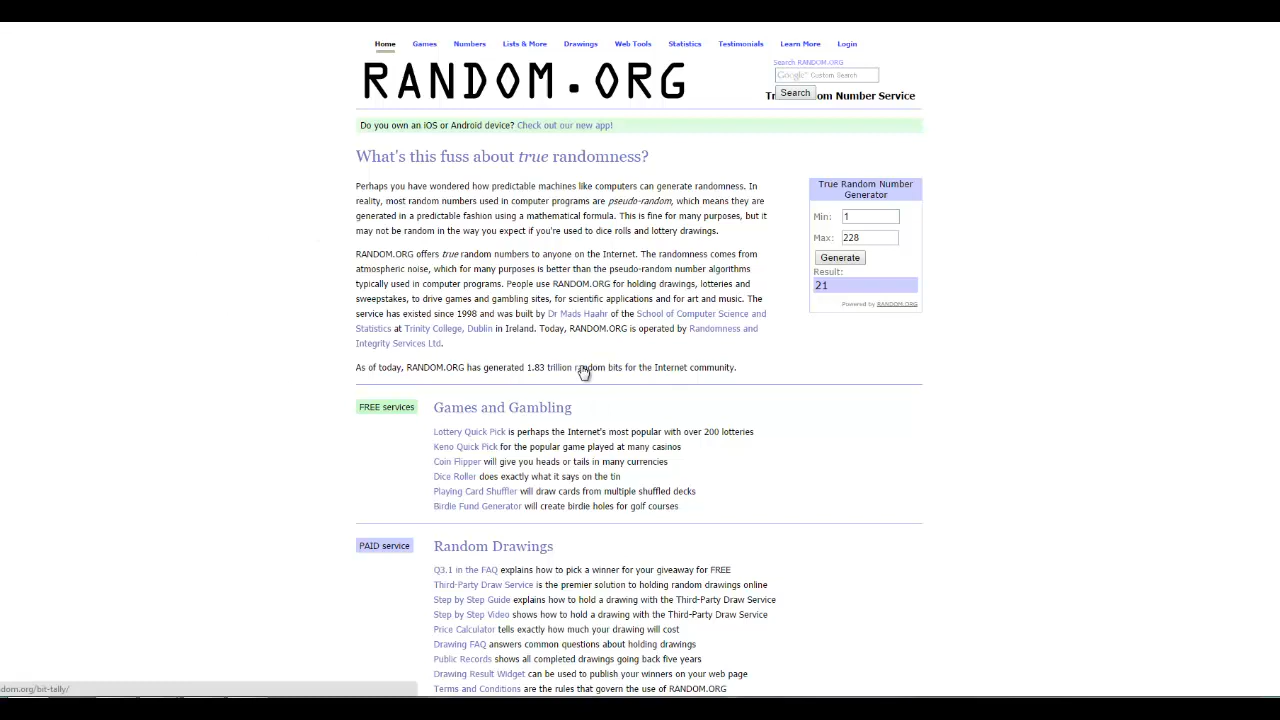 Home Games Numbers Lists & More Drawings Web Tools Statistics Testimonials Learn More Login
RANDOM.ORG
Search RANDOM.ORG
Google™ Custom Search
Search
True Random Number Service
Do you own an iOS or Android device? Check out our new app!
What's this fuss about true randomness?
Perhaps you have wondered how predictable machines like computers can generate randomness. In
reality, most random numbers used in computer programs are pseudo-random, which means they are
generated in a predictable fashion using a mathematical formula. This is fine for many purposes, but it
may not be random in the way you expect if you're used to dice rolls and lottery drawings.
RANDOM.ORG offers true random numbers to anyone on the Internet. The randomness comes from
atmospheric noise, which for many purposes is better than the pseudo-random number algorithms
typically used in computer programs. People use RANDOM.ORG for holding drawings, lotteries and
sweepstakes, to drive games and gambling sites, for scientific applications and for art and music. The
service has existed since 1998 and was built by Dr Mads Haahr of the School of Computer Science and
Statistics at Trinity College, Dublin in Ireland. Today, RANDOM.ORG is operated by Randomness and
Integrity Services Ltd.
As of today, RANDOM.ORG has generated 1.83 trillion random bits for the Internet community.
True Random Number
Generator
Min: 1
Max: 228
Generate
Result:
21
Powered by RANDOM.ORG
FREE services
Games and Gambling
Lottery Quick Pick is perhaps the Internet's most popular with over 200 lotteries
Keno Quick Pick for the popular game played at many casinos
Coin Flipper will give you heads or tails in many currencies
Dice Roller does exactly what it says on the tin
Playing Card Shuffler will draw cards from multiple shuffled decks
Birdie Fund Generator will create birdie holes for golf courses
PAID service
Random Drawings
Q3.1 in the FAQ explains how to pick a winner for your giveaway for FREE
Third-Party Draw Service is the premier solution to holding random drawings online
Step by Step Guide explains how to hold a drawing with the Third-Party Draw Service
Step by Step Video shows how to hold a drawing with the Third-Party Draw Service
Price Calculator tells exactly how much your drawing will cost
Drawing FAQ answers common questions about holding drawings
Public Records shows all completed drawings going back five years
Drawing Result Widget can be used to publish your winners on your web page
Terms and Conditions are the rules that govern the use of RANDOM.ORG
dom.org/bit-tally/